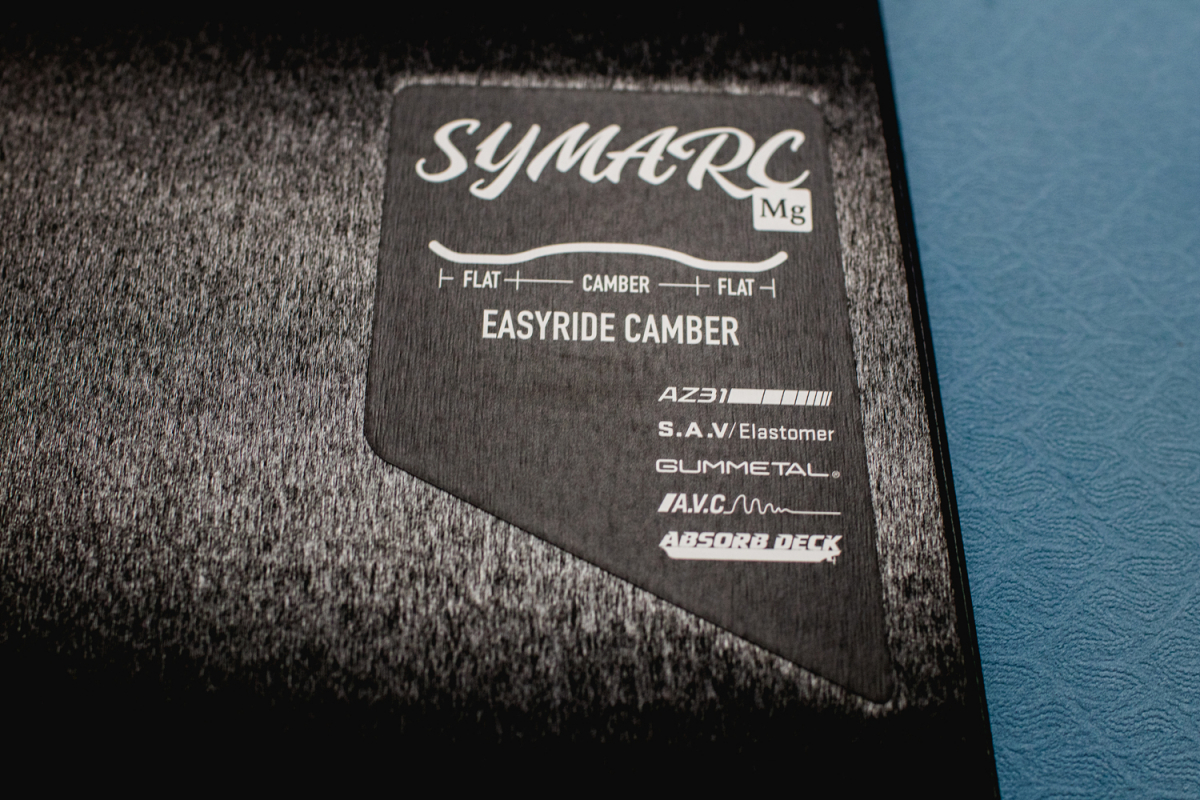 SYMARC
Mg
FLAT CAMBER FLAT
EASYRIDE CAMBER
AZ31
S.A.V/Elastomer
GUMMETAL®
A.V.C
ABSORB DECK